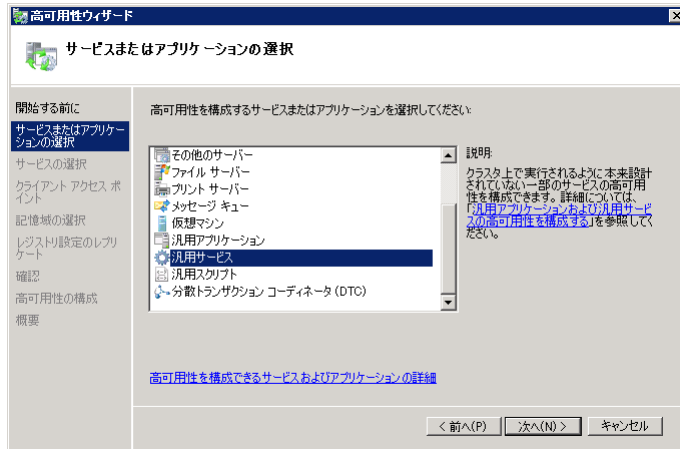 高可用性ウィザード
サービスまたはアプリケーションの選択
開始する前に
サービスまたはアプリケー
ションの選択
サービスの選択
クライアント アクセス ポ
イント
記憶域の選択
レジストリ設定のレプリ
ケート
確認
高可用性の構成
概要
高可用性を構成するサービスまたはアプリケーションを選択してください:
その他のサーバー
ファイル サーバー
プリント サーバー
メッセージ キュー
仮想マシン
汎用アプリケーション
汎用サービス
汎用スクリプト
分散トランザクション コーディネータ (DTC)
説明:
クラスタ上で実行されるように本来設計
されていない一部のサービスの高可用
性を構成できます。詳細については、
「汎用アプリケーションおよび汎用サービ
スの高可用性を構成する」を参照してく
ださい。
高可用性を構成できるサービスおよびアプリケーションの詳細
< 前へ(P)
次へ(N) >
キャンセル